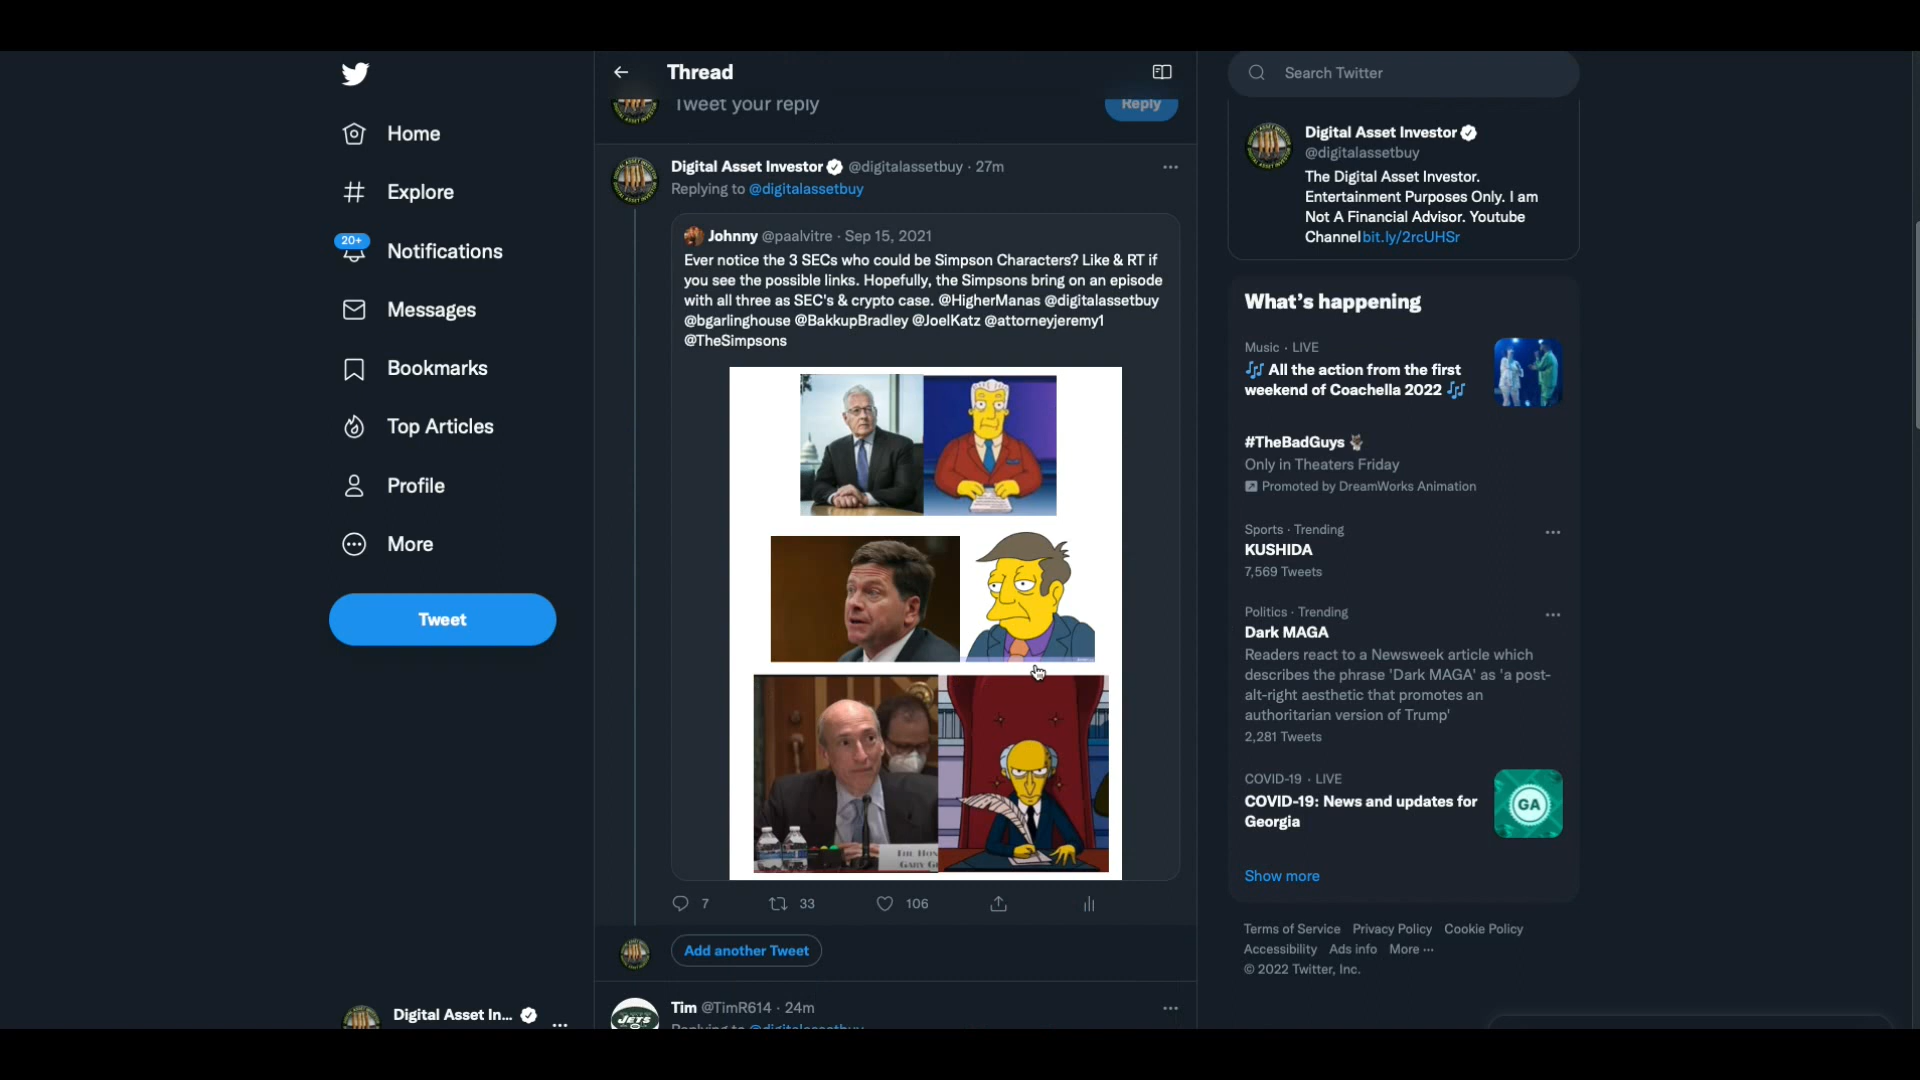 Home
Explore
20+
Notifications
Messages
Bookmarks
Top Articles
Profile
More
Tweet
Digital Asset In...
Thread
Tweet your reply
Reply
Digital Asset Investor @digitalassetbuy · 27m
Replying to @digitalassetbuy
Johnny @paalvitre · Sep 15, 2021
Ever notice the 3 SECs who could be Simpson Characters? Like & RT if
you see the possible links. Hopefully, the Simpsons bring on an episode
with all three as SEC's & crypto case. @HigherManas @digitalassetbuy
@bgarlinghouse @BakkupBradley @JoelKatz @attorneyjeremy1
@TheSimpsons
7
33
106
Add another Tweet
Tim @TimR614 · 24m
JETS
Replying to @digitalassetbuy
Search Twitter
Digital Asset Investor
@digitalassetbuy
The Digital Asset Investor.
Entertainment Purposes Only. I am
Not A Financial Advisor. Youtube
Channel bit.ly/2rcUHSr
What's happening
Music · LIVE
🎶 All the action from the first
weekend of Coachella 2022 🎶
#TheBadGuys
Only in Theaters Friday
Promoted by DreamWorks Animation
Sports · Trending
KUSHIDA
7,569 Tweets
Politics · Trending
Dark MAGA
Readers react to a Newsweek article which
describes the phrase 'Dark MAGA' as 'a post-
alt-right aesthetic that promotes an
authoritarian version of Trump'
2,281 Tweets
COVID-19 · LIVE
COVID-19: News and updates for
Georgia
GA
Show more
Terms of Service Privacy Policy Cookie Policy
Accessibility Ads info More ···
© 2022 Twitter, Inc.